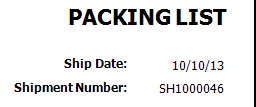 PACKING LIST
Ship Date: 10/10/13
Shipment Number: SH1000046